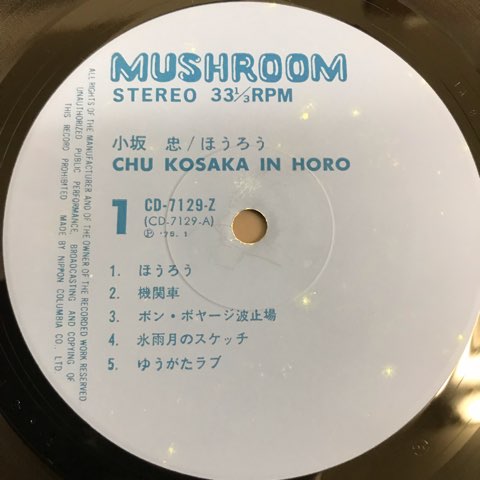 MUSHROOM
STEREO 33⅓RPM
小坂 忠/ほうろう
CHU KOSAKA IN HORO
1
CD-7129-Z
(CD-7129-A)
Ⓟ '75. 1
1. ほうろう
2. 機関車
3. ボン・ボヤージ波止場
4. 氷雨月のスケッチ
5. ゆうがたラブ
ALL RIGHTS OF THE MANUFACTURER AND OF THE OWNER OF THE RECORDED WORK RESERVED
UNAUTHORIZED PUBLIC PERFORMANCE, BROADCASTING AND COPYING OF
THIS RECORD PROHIBITED MADE BY NIPPON COLUMBIA CO. LTD